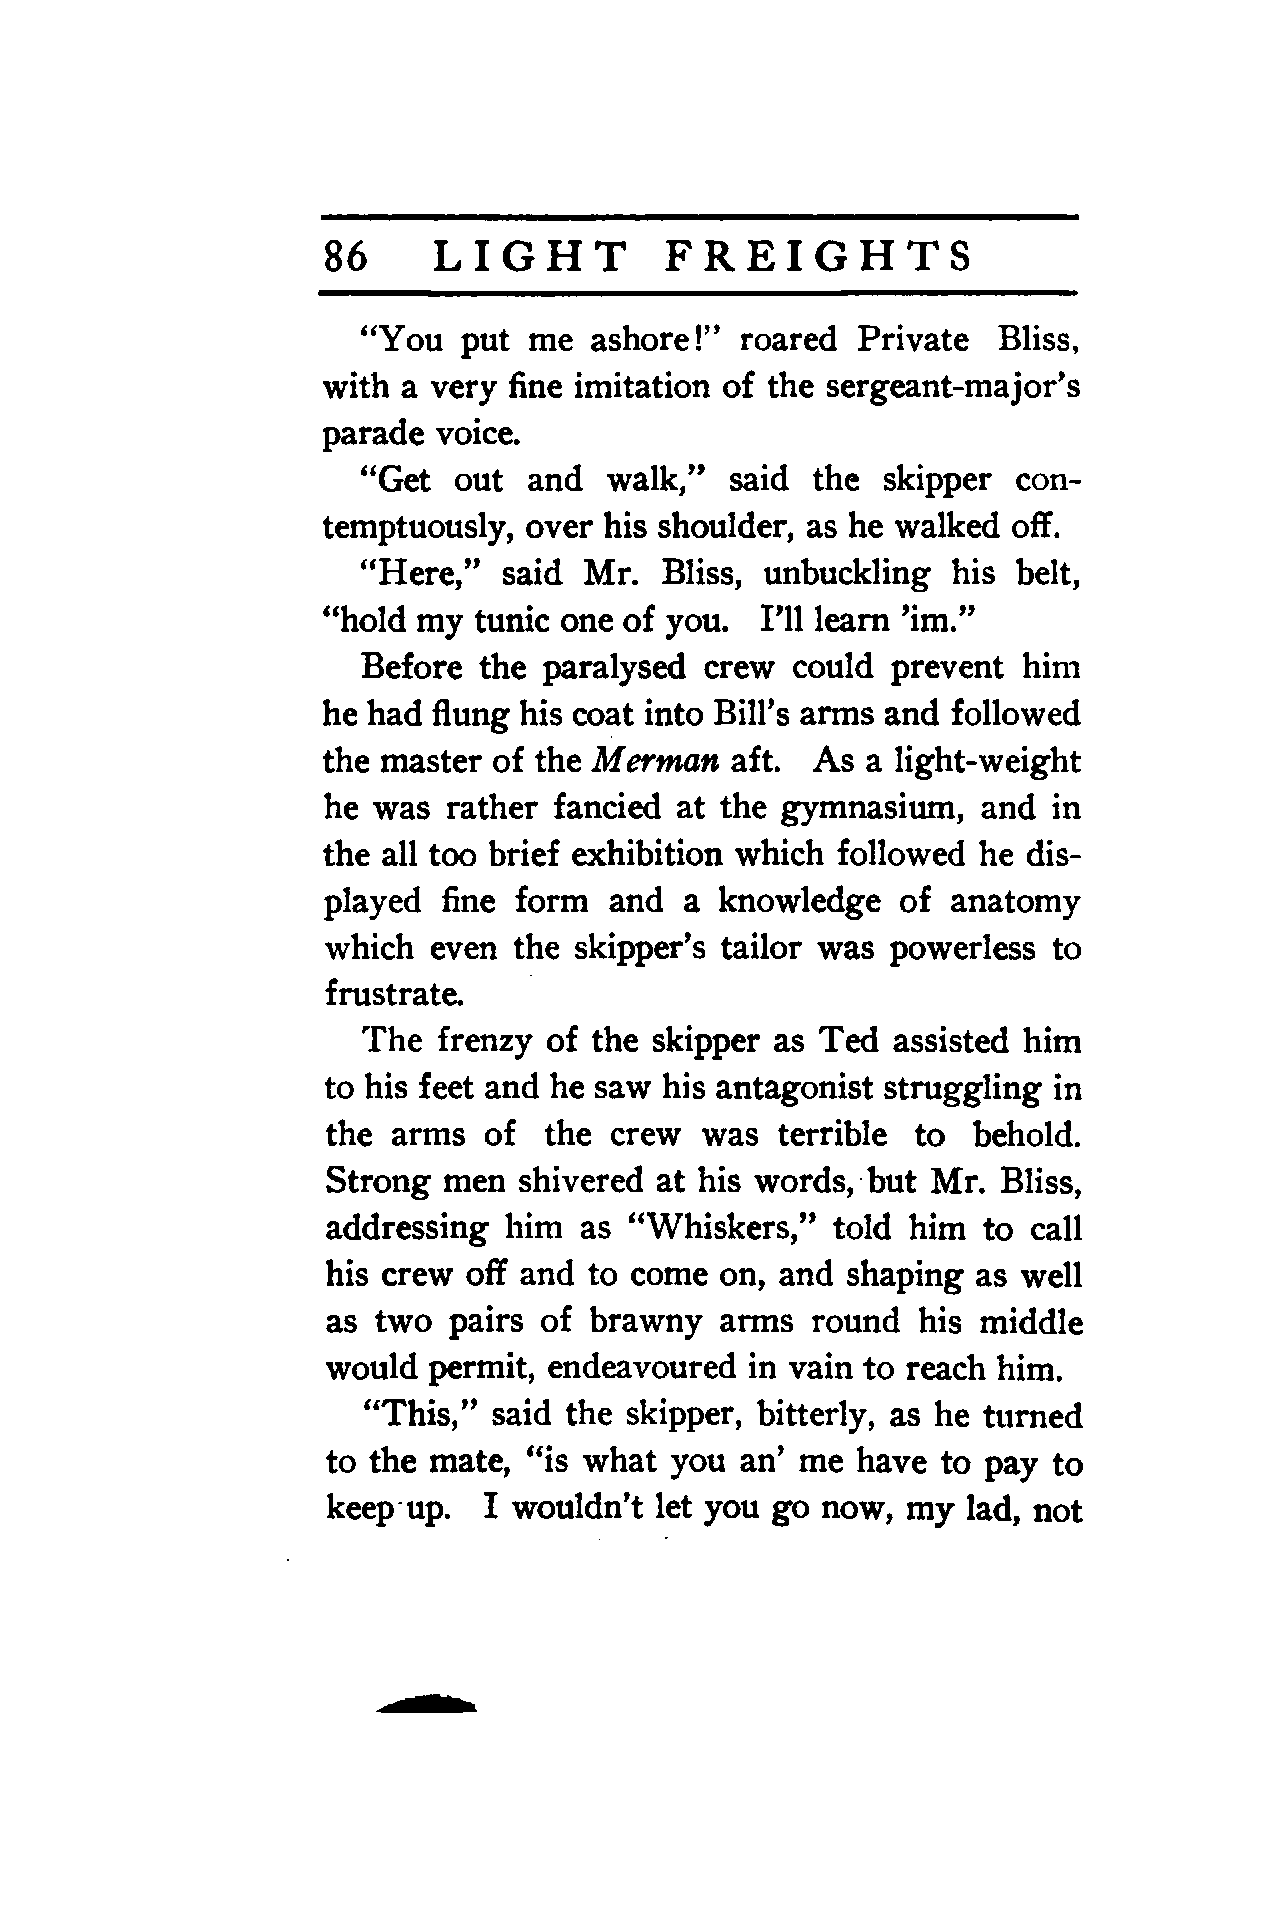 86 LIGHT FREIGHTS
“You put me ashore!” roared Private Bliss,
with a very fine imitation of the sergeant-major’s
parade voice.
“Get out and walk,” said the skipper con-
temptuously, over his shoulder, as he walked off.
“Here,” said Mr. Bliss, unbuckling his belt,
“hold my tunic one of you. I’ll learn ’im.”
Before the paralysed crew could prevent him
he had flung his coat into Bill’s arms and followed
the master of the Merman aft. As a light-weight
he was rather fancied at the gymnasium, and in
the all too brief exhibition which followed he dis-
played fine form and a knowledge of anatomy
which even the skipper’s tailor was powerless to
frustrate.
The frenzy of the skipper as Ted assisted him
to his feet and he saw his antagonist struggling in
the arms of the crew was terrible to behold.
Strong men shivered at his words, but Mr. Bliss,
addressing him as “Whiskers,” told him to call
his crew off and to come on, and shaping as well
as two pairs of brawny arms round his middle
would permit, endeavoured in vain to reach him.
“This,” said the skipper, bitterly, as he turned
to the mate, “is what you an’ me have to pay to
keep up. I wouldn’t let you go now, my lad, not